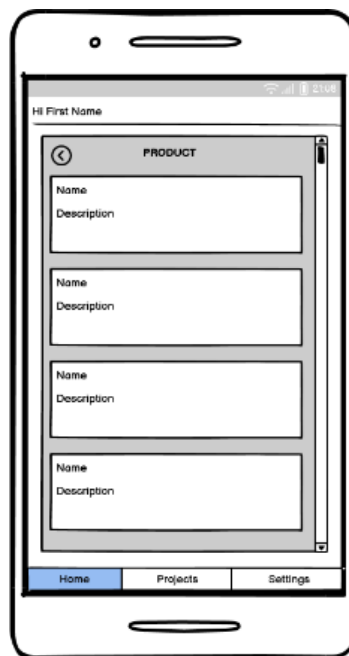 21:08
Hi First Name
PRODUCT
Name
Description
Name
Description
Name
Description
Name
Description
Home Projects Settings